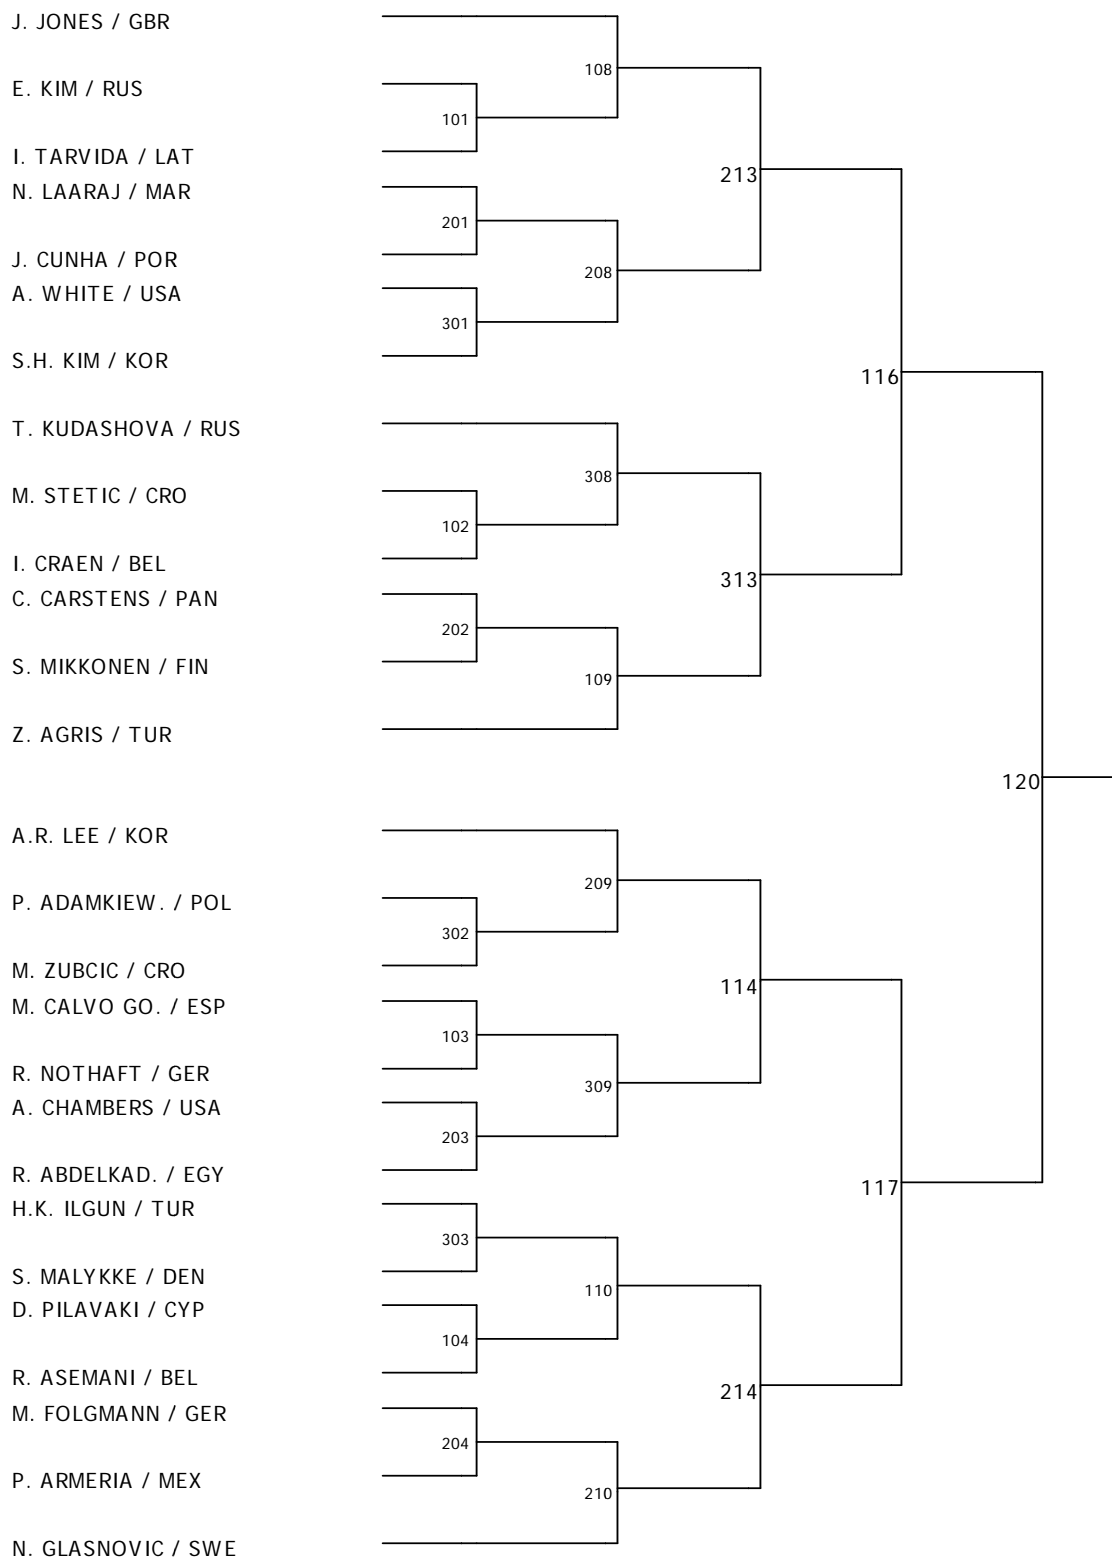 J. JONES / GBR
108
E. KIM / RUS
101
I. TARVIDA / LAT
213
N. LAARAJ / MAR
201
J. CUNHA / POR
208
A. WHITE / USA
301
S.H. KIM / KOR
116
T. KUDASHOVA / RUS
308
M. STETIC / CRO
102
I. CRAEN / BEL
313
C. CARSTENS / PAN
202
S. MIKKONEN / FIN
109
Z. AGRIS / TUR
120
A.R. LEE / KOR
209
P. ADAMKIEW. / POL
302
M. ZUBCIC / CRO
114
M. CALVO GO. / ESP
103
R. NOTHAFT / GER
309
A. CHAMBERS / USA
203
R. ABDELKAD. / EGY
117
H.K. ILGUN / TUR
303
S. MALYKKE / DEN
110
D. PILAVAKI / CYP
104
R. ASEMANI / BEL
214
M. FOLGMANN / GER
204
P. ARMERIA / MEX
210
N. GLASNOVIC / SWE